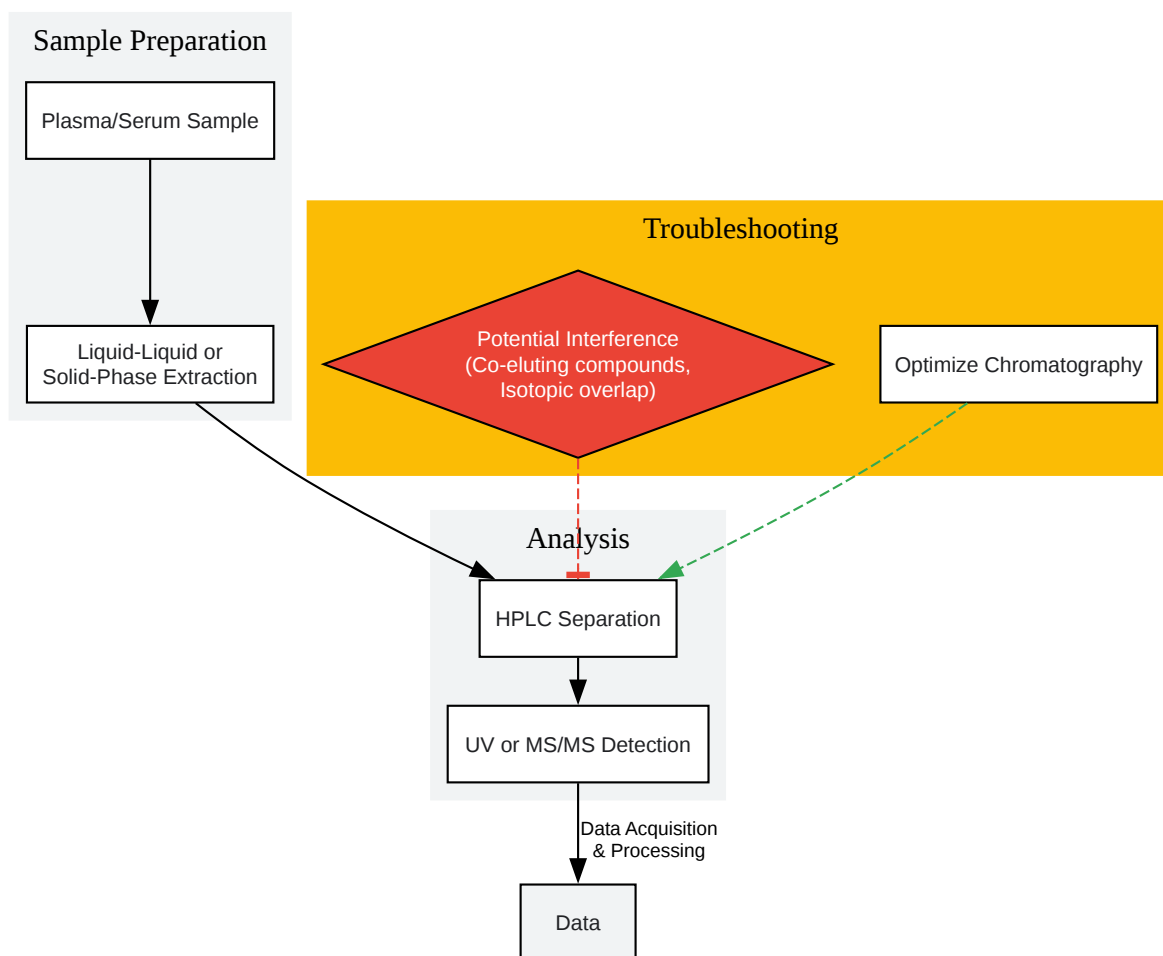 Sample Preparation
Plasma/Serum Sample
Liquid-Liquid or
Solid-Phase Extraction
Troubleshooting
Potential Interference
(Co-eluting compounds,
Isotopic overlap)
Optimize Chromatography
Analysis
HPLC Separation
UV or MS/MS Detection
Data Acquisition
& Processing
Data